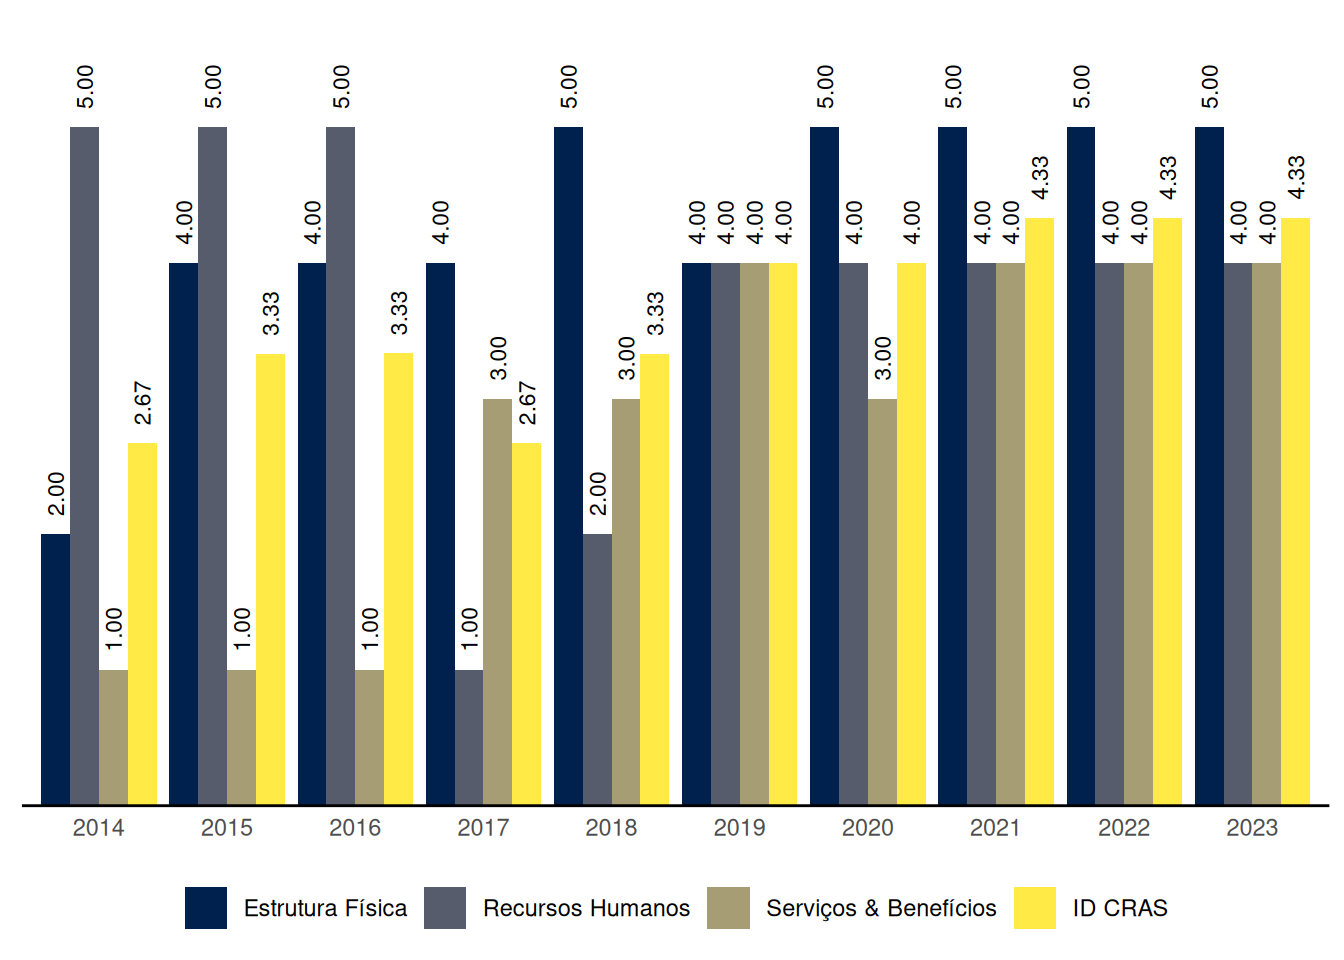 2.00 5.00 1.00 2.67
4.00 5.00 1.00 3.33
4.00 5.00 1.00 3.33
4.00 1.00 3.00 2.67
5.00 2.00 3.00 3.33
4.00 4.00 4.00 4.00
5.00 4.00 3.00 4.00
5.00 4.00 4.00 4.33
5.00 4.00 4.00 4.33
5.00 4.00 4.00 4.33
2014 2015 2016 2017 2018 2019 2020 2021 2022 2023
Estrutura Física Recursos Humanos Serviços & Benefícios ID CRAS